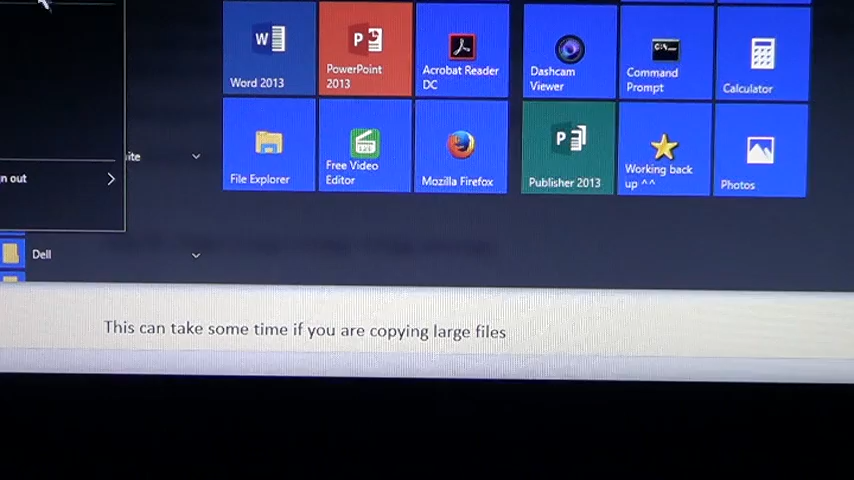 Word 2013
PowerPoint
2013
Acrobat Reader
DC
Dashcam
Viewer
Command
Prompt
Calculator
ite
File Explorer
Free Video
Editor
Mozilla Firefox
Publisher 2013
Working back
up ^^
Photos
n out
Dell
This can take some time if you are copying large files